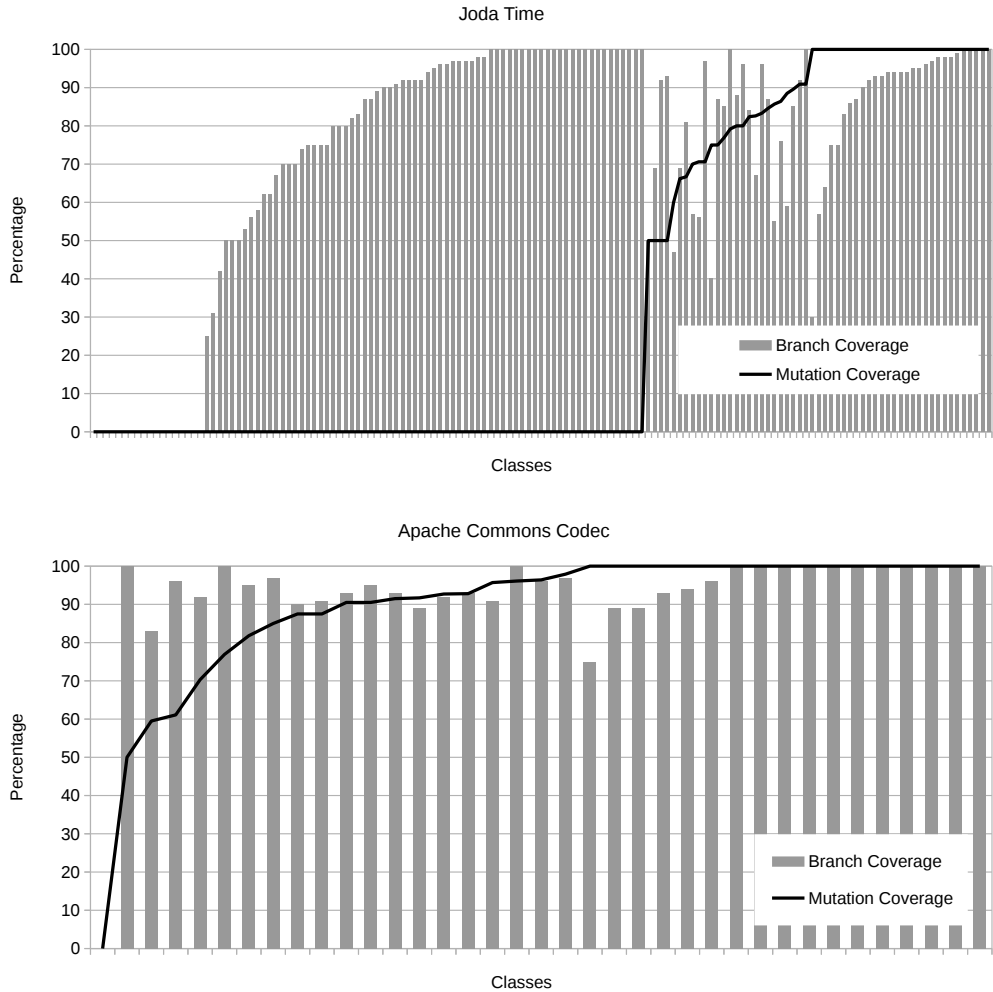 Joda Time
100
90
80
70
60
50
40
30
20
10
0
Percentage
Branch Coverage
Mutation Coverage
Classes
Apache Commons Codec
100
90
80
70
60
50
40
30
20
10
0
Percentage
Branch Coverage
Mutation Coverage
Classes